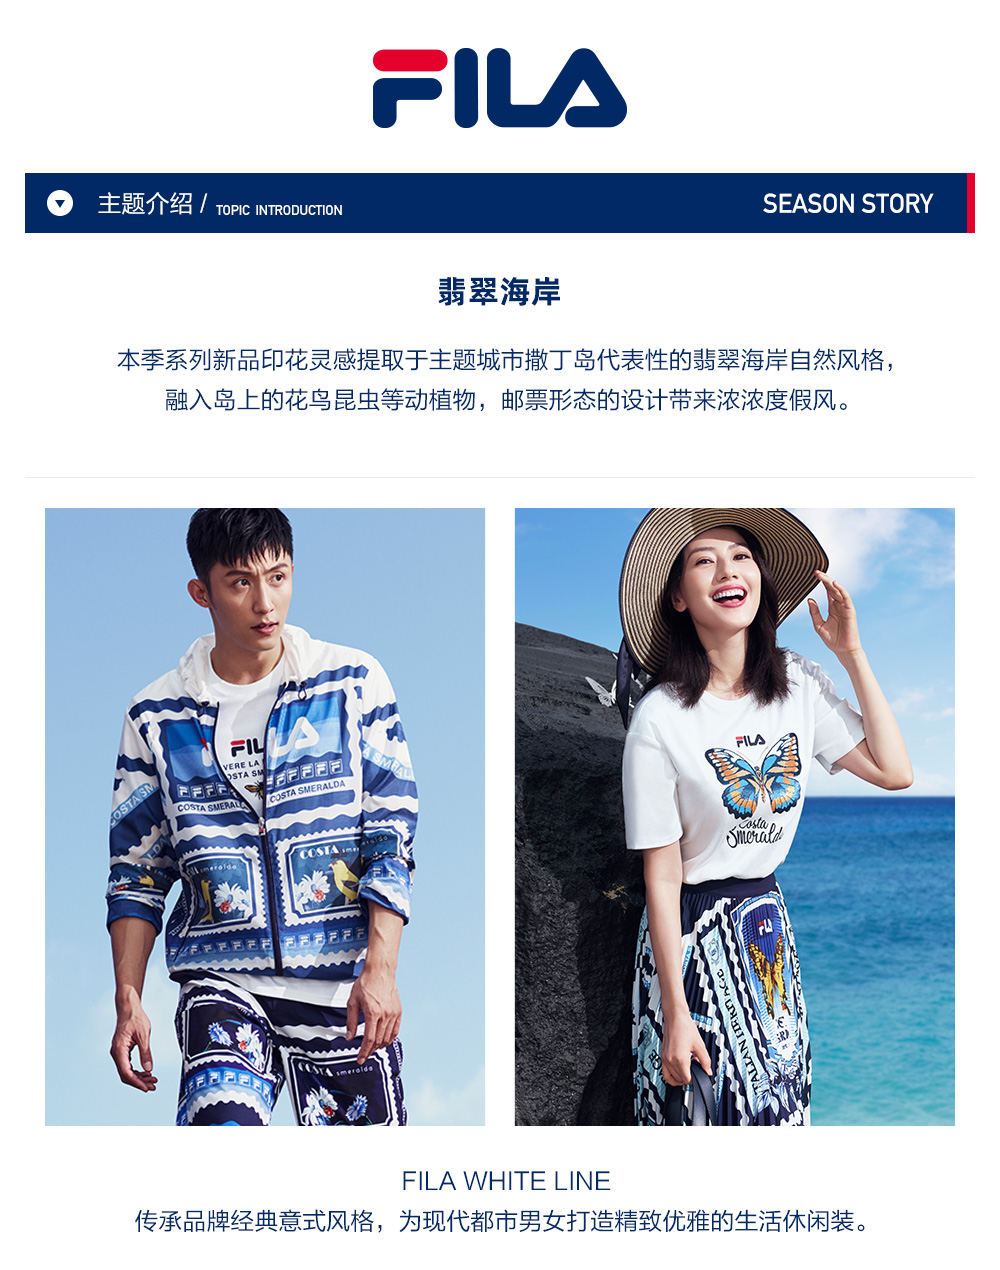 FILA
主题介绍 / TOPIC INTRODUCTION
SEASON STORY
翡翠海岸
本季系列新品印花灵感提取于主题城市撒丁岛代表性的翡翠海岸自然风格，
融入岛上的花鸟昆虫等动植物，邮票形态的设计带来浓浓度假风。
FILA
COSTA SMERALDA
COSTA SMERALDA
COSTA smeralda
COSTA smeralda
FILA
Costa
Smeralda
FILA
FILA WHITE LINE
传承品牌经典意式风格，为现代都市男女打造精致优雅的生活休闲装。